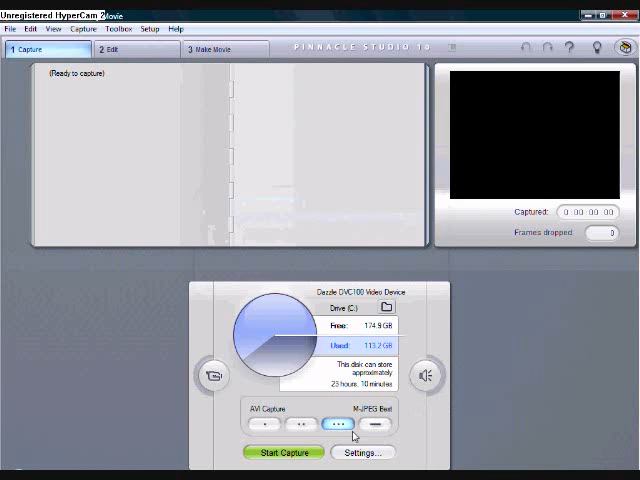 Unregistered HyperCam 2
Movie
File Edit View Capture Toolbox Setup Help
1 Capture
2 Edit
3 Make Movie
PINNACLE STUDIO 10
(Ready to capture)
Captured: 0:00:00:00
Frames dropped 0
Dazzle DVC100 Video Device
Drive (C:)
Free: 174.9 GB
Used: 113.2 GB
This disk can store
approximately
23 hours, 10 minutes
AVI Capture M-JPEG Best
Start Capture Settings...